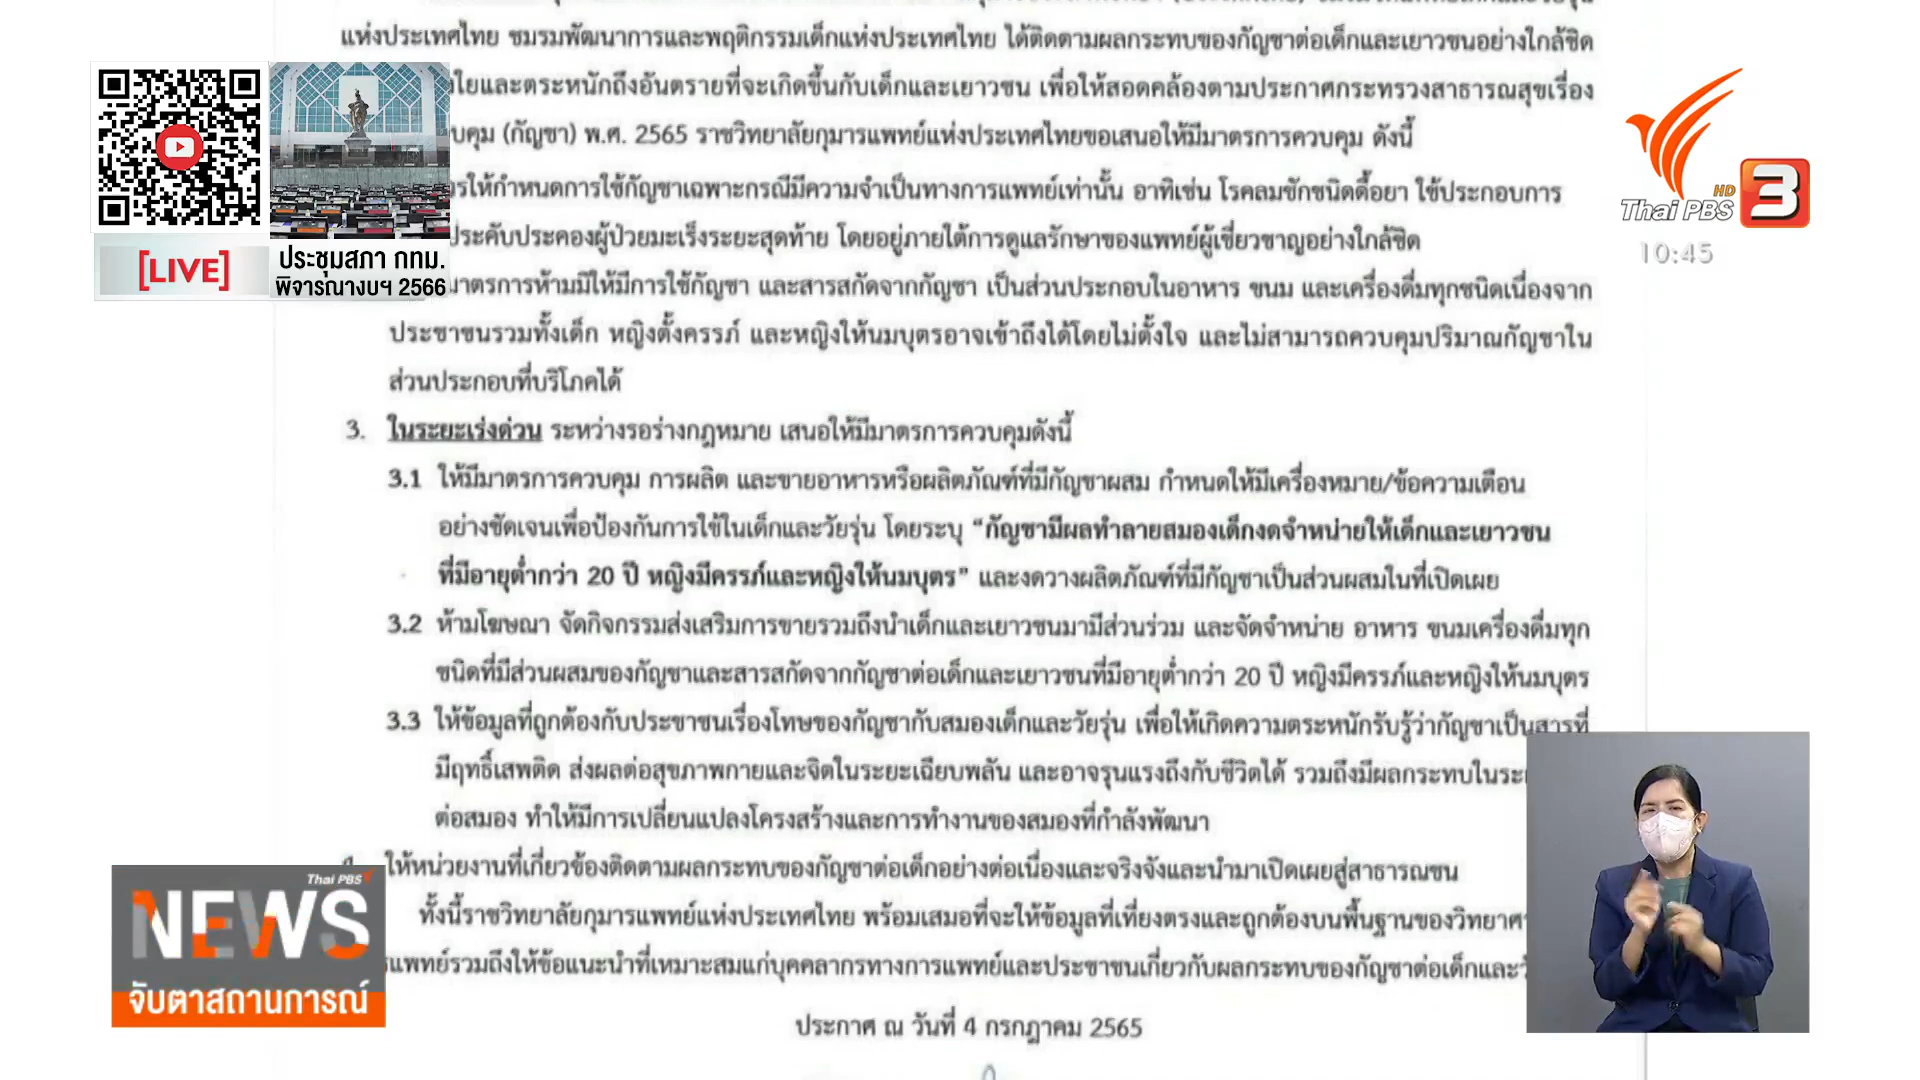 แห่งประเทศไทย ชมรมพัฒนาการและพฤติกรรมเด็กแห่งประเทศไทย ได้ติดตามผลกระทบของกัญชาต่อเด็กและเยาวชนอย่างใกล้ชิด
ใยและตระหนักถึงอันตรายที่จะเกิดขึ้นกับเด็กและเยาวชน เพื่อให้สอดคล้องตามประกาศกระทรวงสาธารณสุขเรื่อง
บคุม (กัญชา) พ.ศ. 2565 ราชวิทยาลัยกุมารแพทย์แห่งประเทศไทยขอเสนอให้มีมาตรการควบคุม ดังนี้
รให้กำหนดการใช้กัญชาเฉพาะกรณีมีความจำเป็นทางการแพทย์เท่านั้น อาทิเช่น โรคลมชักชนิดดื้อยา ใช้ประกอบการ
ประคับประคองผู้ป่วยมะเร็งระยะสุดท้าย โดยอยู่ภายใต้การดูแลรักษาของแพทย์ผู้เชี่ยวชาญอย่างใกล้ชิด
มาตรการห้ามมิให้มีการใช้กัญชา และสารสกัดจากกัญชา เป็นส่วนประกอบในอาหาร ขนม และเครื่องดื่มทุกชนิดเนื่องจาก
ประชาชนรวมทั้งเด็ก หญิงตั้งครรภ์ และหญิงให้นมบุตรอาจเข้าถึงได้โดยไม่ตั้งใจ และไม่สามารถควบคุมปริมาณกัญชาใน
ส่วนประกอบที่บริโภคได้
3. ในระยะเร่งด่วน ระหว่างรอร่างกฎหมาย เสนอให้มีมาตรการควบคุมดังนี้
3.1 ให้มีมาตรการควบคุม การผลิต และขายอาหารหรือผลิตภัณฑ์ที่มีกัญชาผสม กำหนดให้มีเครื่องหมาย/ข้อความเตือน
อย่างชัดเจนเพื่อป้องกันการใช้ในเด็กและวัยรุ่น โดยระบุ "กัญชามีผลทำลายสมองเด็กงดจำหน่ายให้เด็กและเยาวชน
ที่มีอายุต่ำกว่า 20 ปี หญิงมีครรภ์และหญิงให้นมบุตร" และงดวางผลิตภัณฑ์ที่มีกัญชาเป็นส่วนผสมในที่เปิดเผย
3.2 ห้ามโฆษณา จัดกิจกรรมส่งเสริมการขายรวมถึงนำเด็กและเยาวชนมามีส่วนร่วม และจัดจำหน่าย อาหาร ขนมเครื่องดื่มทุก
ชนิดที่มีส่วนผสมของกัญชาและสารสกัดจากกัญชาต่อเด็กและเยาวชนที่มีอายุต่ำกว่า 20 ปี หญิงมีครรภ์และหญิงให้นมบุตร
3.3 ให้ข้อมูลที่ถูกต้องกับประชาชนเรื่องโทษของกัญชากับสมองเด็กและวัยรุ่น เพื่อให้เกิดความตระหนักรับรู้ว่ากัญชาเป็นสารที่
มีฤทธิ์เสพติด ส่งผลต่อสุขภาพกายและจิตในระยะเฉียบพลัน และอาจรุนแรงถึงกับชีวิตได้ รวมถึงมีผลกระทบในระ
ต่อสมอง ทำให้มีการเปลี่ยนแปลงโครงสร้างและการทำงานของสมองที่กำลังพัฒนา
ให้หน่วยงานที่เกี่ยวข้องติดตามผลกระทบของกัญชาต่อเด็กอย่างต่อเนื่องและจริงจังและนำมาเปิดเผยสู่สาธารณชน
ทั้งนี้ราชวิทยาลัยกุมารแพทย์แห่งประเทศไทย พร้อมเสมอที่จะให้ข้อมูลที่เที่ยงตรงและถูกต้องบนพื้นฐานของวิทยาศ
รแพทย์รวมถึงให้ข้อแนะนำที่เหมาะสมแก่บุคคลากรทางการแพทย์และประชาชนเกี่ยวกับผลกระทบของกัญชาต่อเด็กและวั
ประกาศ ณ วันที่ 4 กรกฎาคม 2565
[LIVE]
ประชุมสภา กทม.
พิจารณางบฯ 2566
HD
Thai PBS 3
10:45
Thai PBS
NEWS
จับตาสถานการณ์